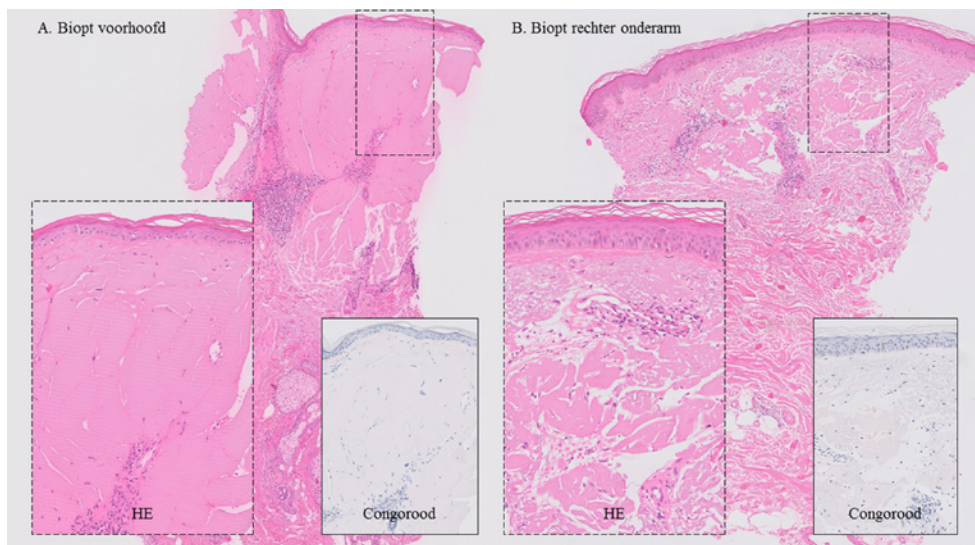 A. Biopt voorhoofd
B. Biopt rechter onderarm
HE
Congorood
HE
Congorood